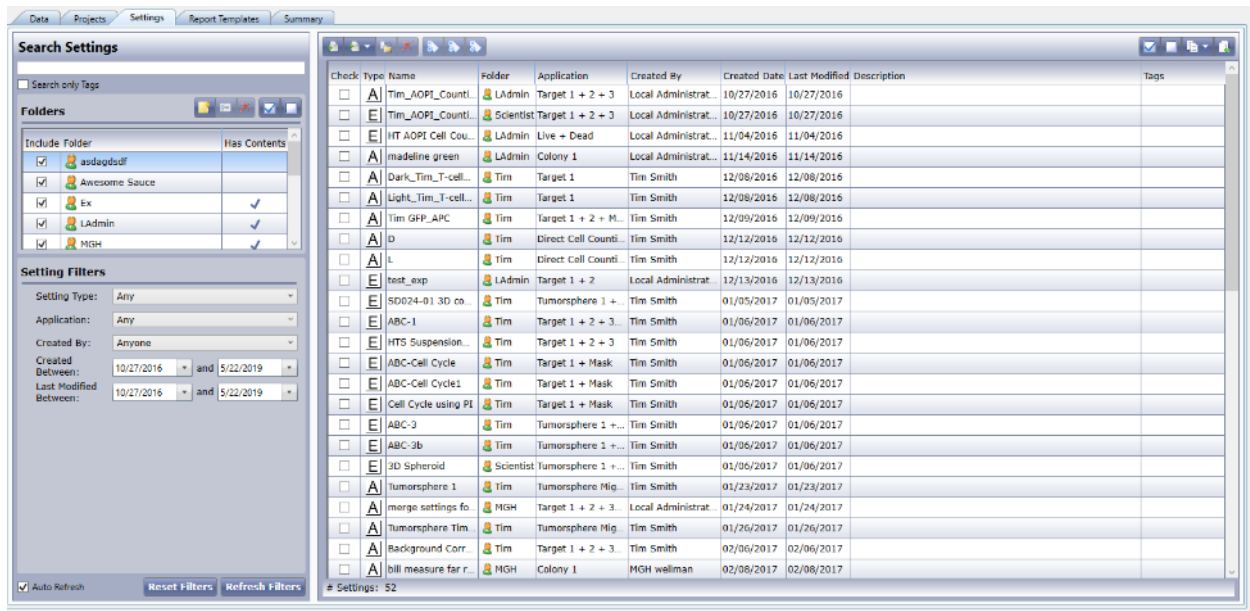 Data Projects Settings Report Templates Summary
Search Settings
Search only Tags
Folders
Include Folder Has Contents
asdagdsdf
Awesome Sauce
Ex
LAdmin
MGH
Setting Filters
Setting Type: Any
Application: Any
Created By: Anyone
Created Between: 10/27/2016 and 5/22/2019
Last Modified Between: 10/27/2016 and 5/22/2019
Auto Refresh Reset Filters Refresh Filters
Check Type Name Folder Application Created By Created Date Last Modified Description Tags
A Tim_AOPI_Counti... LAdmin Target 1 + 2 + 3 Local Administrat... 10/27/2016 10/27/2016
E Tim_AOPI_Counti... Scientist Target 1 + 2 + 3 Local Administrat... 10/27/2016 10/27/2016
E HT AOPI Cell Cou... LAdmin Live + Dead Local Administrat... 11/04/2016 11/04/2016
A madeline green LAdmin Colony 1 Local Administrat... 11/14/2016 11/14/2016
A Dark_Tim_T-cell... Tim Target 1 Tim Smith 12/08/2016 12/08/2016
A Light_Tim_T-cell... Tim Target 1 Tim Smith 12/08/2016 12/08/2016
A Tim GFP_APC Tim Target 1 + 2 + M... Tim Smith 12/09/2016 12/09/2016
A D Tim Direct Cell Counti... Tim Smith 12/12/2016 12/12/2016
A L Tim Direct Cell Counti... Tim Smith 12/12/2016 12/12/2016
E test_exp LAdmin Target 1 + 2 Local Administrat... 12/13/2016 12/13/2016
E SD024-01 3D co... Tim Tumorsphere 1 +... Tim Smith 01/05/2017 01/05/2017
E ABC-1 Tim Target 1 + 2 + 3... Tim Smith 01/06/2017 01/06/2017
E HTS Suspension... Tim Target 1 + 2 + 3 Tim Smith 01/06/2017 01/06/2017
E ABC-Cell Cycle Tim Target 1 + Mask Tim Smith 01/06/2017 01/06/2017
E ABC-Cell Cycle1 Tim Target 1 + Mask Tim Smith 01/06/2017 01/06/2017
E Cell Cycle using PI Tim Target 1 + Mask Tim Smith 01/06/2017 01/06/2017
E ABC-3 Tim Tumorsphere 1 +... Tim Smith 01/06/2017 01/06/2017
E ABC-3b Tim Tumorsphere 1 +... Tim Smith 01/06/2017 01/06/2017
E 3D Spheroid Scientist Tumorsphere 1 +... Tim Smith 01/06/2017 01/06/2017
A Tumorsphere 1 Tim Tumorsphere Mig... Tim Smith 01/23/2017 01/23/2017
A merge settings fo... MGH Target 1 + 2 + 3... Local Administrat... 01/24/2017 01/24/2017
A Tumorsphere Tim... Tim Tumorsphere Mig... Tim Smith 01/26/2017 01/26/2017
A Background Corr... Tim Target 1 + 2 + 3... Tim Smith 02/06/2017 02/06/2017
A bill measure far r... MGH Colony 1 MGH wellman 02/08/2017 02/08/2017
# Settings: 52